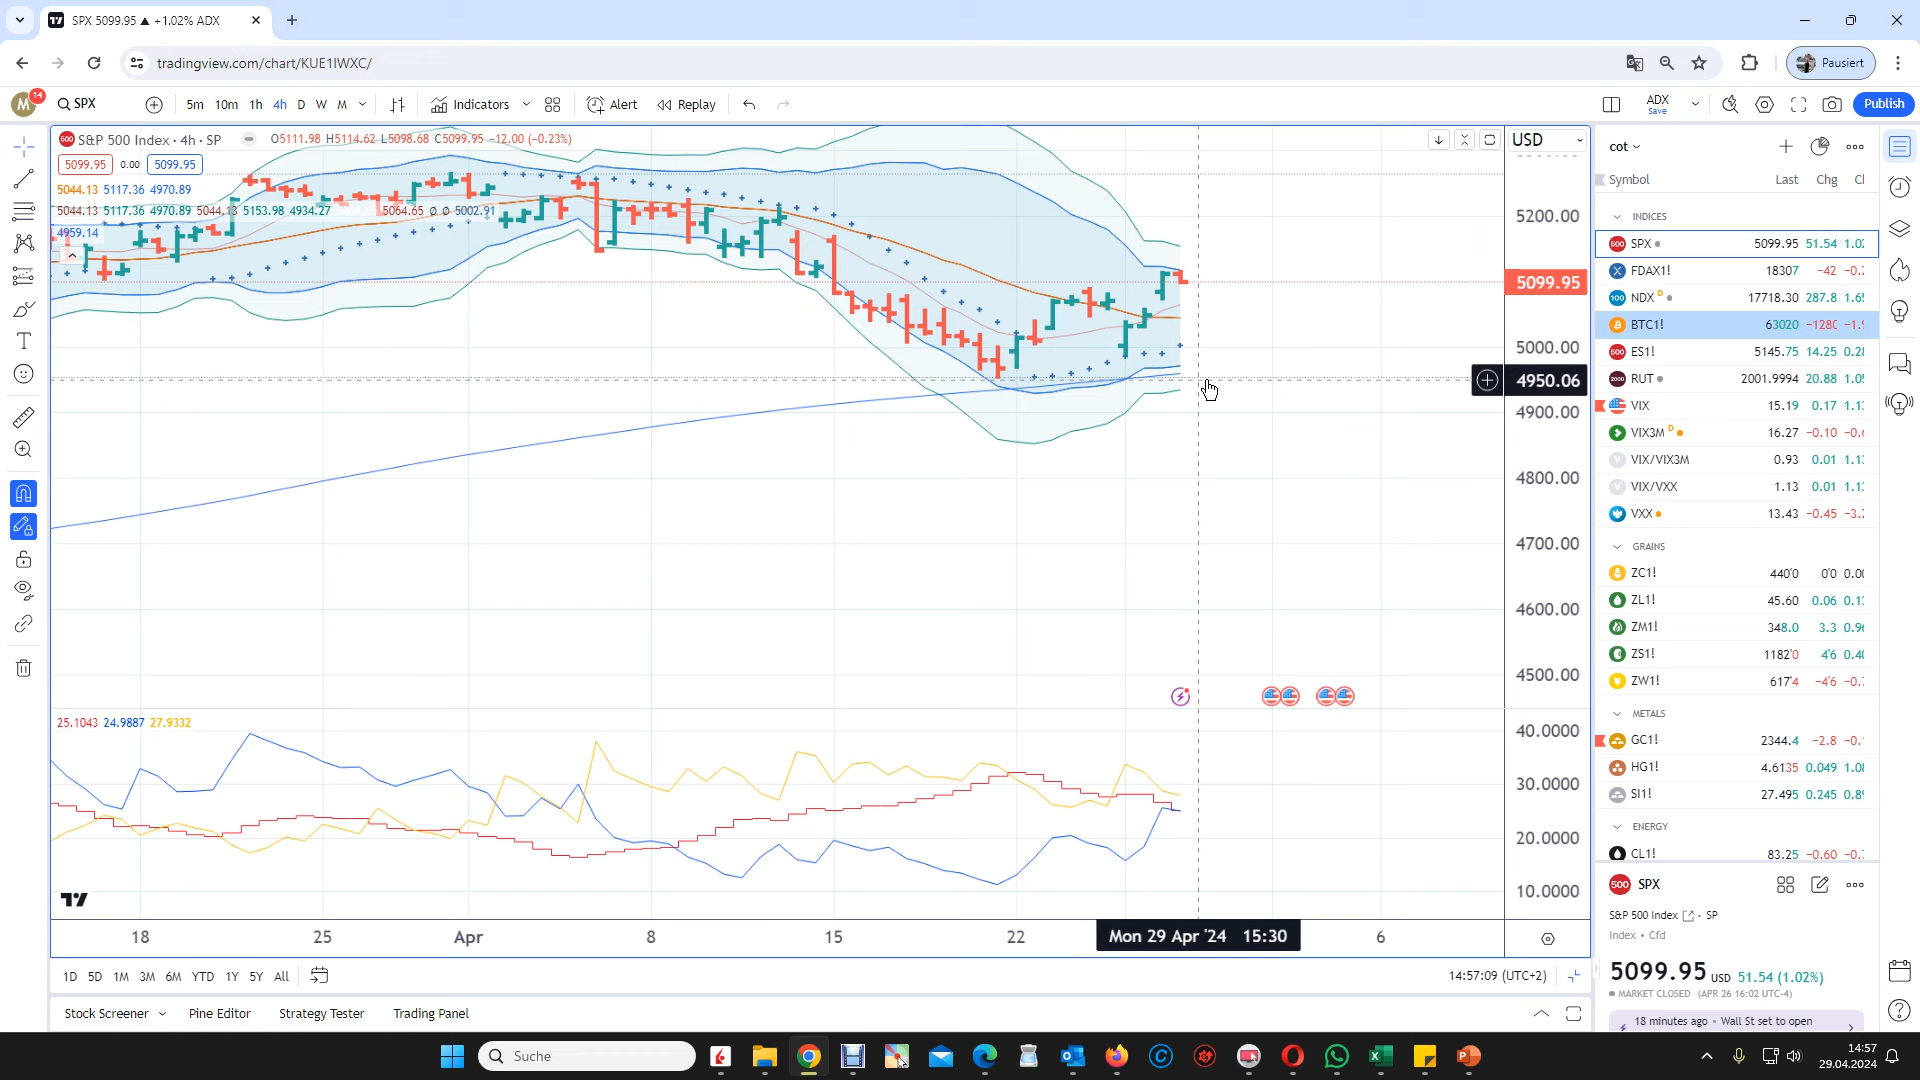 SPX 5099.95 ▲ +1.02% ADX
tradingview.com/chart/KUE1IWXC/
Pausiert
M 14 SPX 5m 10m 1h 4h D W M Indicators Alert Replay ADX Save Publish
500 S&P 500 Index · 4h · SP O5111.98 H5114.62 L5098.68 C5099.95 −12.00 (−0.23%)
USD
5099.95 0.00 5099.95
5044.13 5117.36 4970.89
5044.13 5117.36 4970.89 5044.13 5153.98 4934.27 5064.65 ∅ ∅ 5002.91
4959.14
5200.00
5099.95
5000.00
4950.06
4900.00
4800.00
4700.00
4600.00
4500.00
25.1043 24.9887 27.9332
40.0000
30.0000
20.0000
10.0000
18 25 Apr 8 15 22 Mon 29 Apr '24 15:30 6
1D 5D 1M 3M 6M YTD 1Y 5Y All
14:57:09 (UTC+2)
Stock Screener Pine Editor Strategy Tester Trading Panel
cot
Symbol Last Chg
INDICES
SPX 5099.95 51.54 1.02
FDAX1! 18307 −42
NDX D 17718.30 287.8
BTC1! 63020
ES1! 5145.75 14.25
RUT 2001.9994 20.88
VIX 15.19 0.17
VIX3M D 16.27 −0.10
VIX/VIX3M 0.93 0.01
VIX/VXX 1.13 0.01
VXX 13.43 −0.45
GRAINS
ZC1! 440'0 0'0
ZL1! 45.60 0.06
ZM1! 348.0 3.3
ZS1! 1182'0 4'6
ZW1! 617'4 −4'6
METALS
GC1! 2344.4 −2.8
HG1! 4.6135 0.049
SI1! 27.495 0.245
ENERGY
CL1! 83.25 −0.60
500 SPX
S&P 500 Index · SP
Index · Cfd
5099.95 USD 51.54 (1.02%)
MARKET CLOSED (APR 26 16:02 UTC-4)
18 minutes ago · Wall St set to open
Suche
14:57
29.04.2024